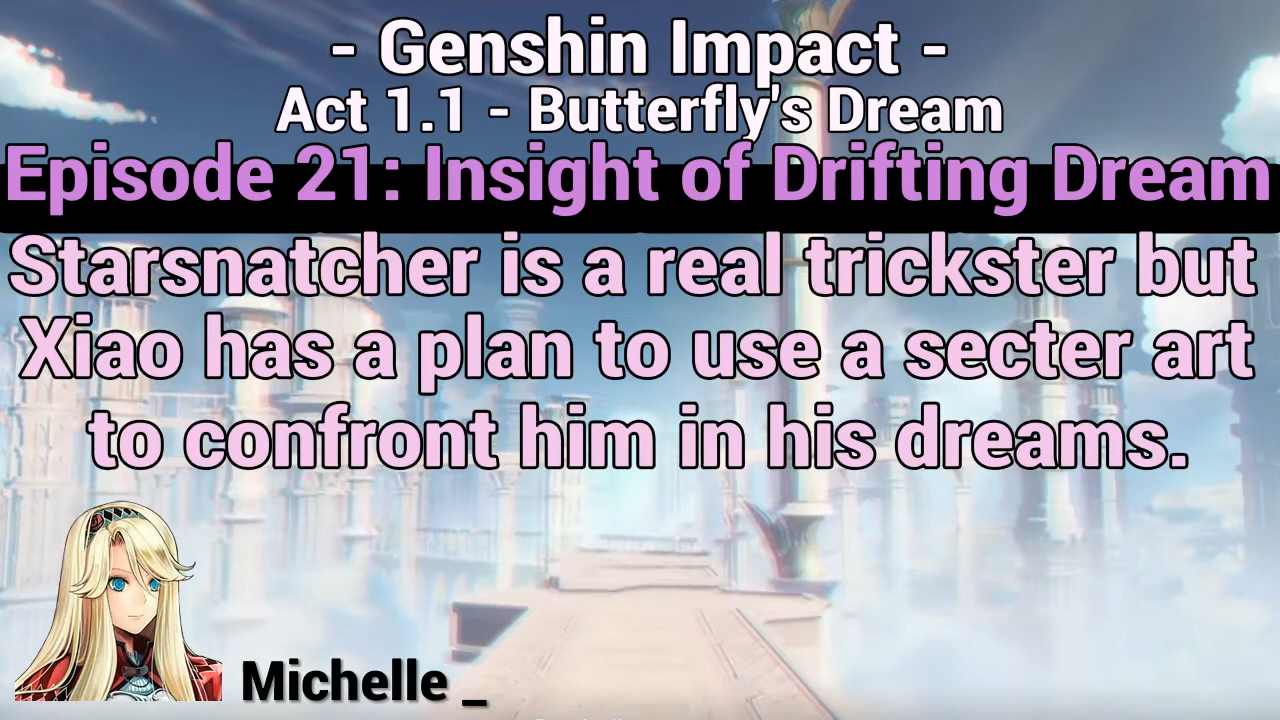 - Genshin Impact -
Act 1.1 - Butterfly's Dream
Episode 21: Insight of Drifting Dream
Starsnatcher is a real trickster but
Xiao has a plan to use a secter art
to confront him in his dreams.
Michelle _